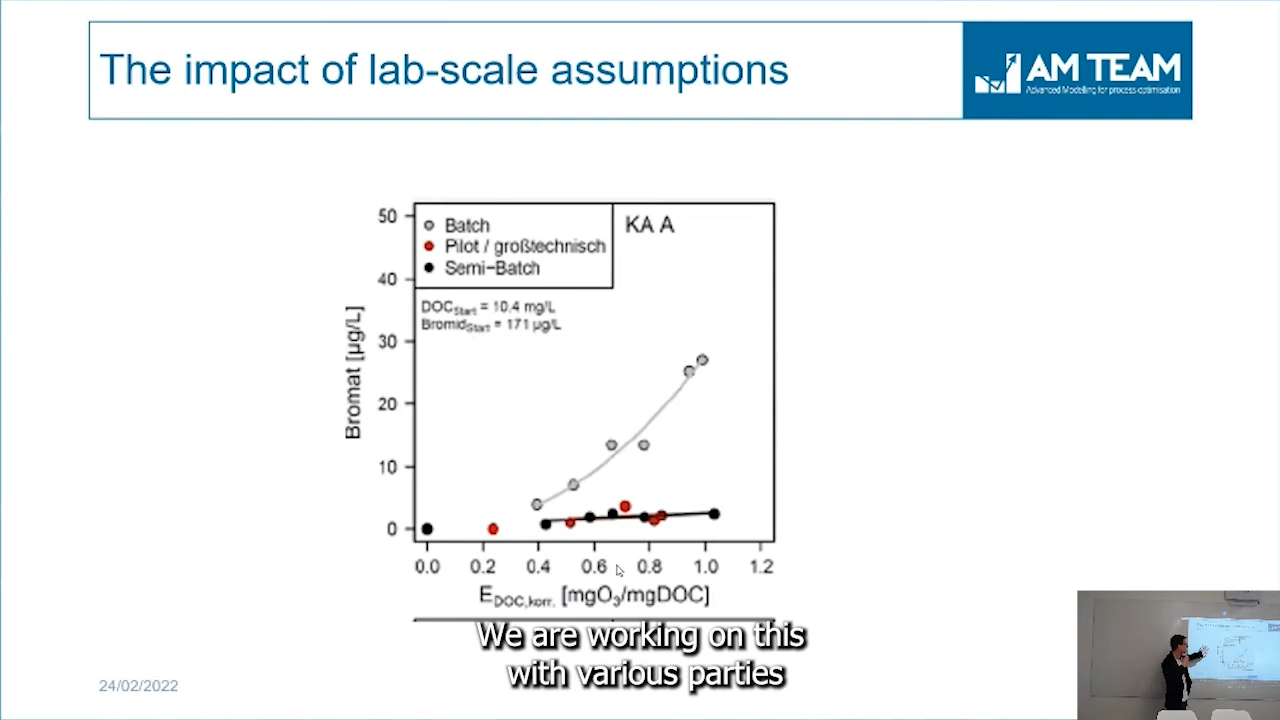 The impact of lab-scale assumptions
AM TEAM
Advanced Modelling for process optimisation
50
40
30
20
10
0
Bromat [µg/L]
Batch
Pilot / großtechnisch
Semi-Batch
KA A
DOCStart = 10.4 mg/L
BromidStart = 171 µg/L
0.0 0.2 0.4 0.6 0.8 1.0 1.2
EDOC,korr. [mgO3/mgDOC]
We are working on this
with various parties
24/02/2022